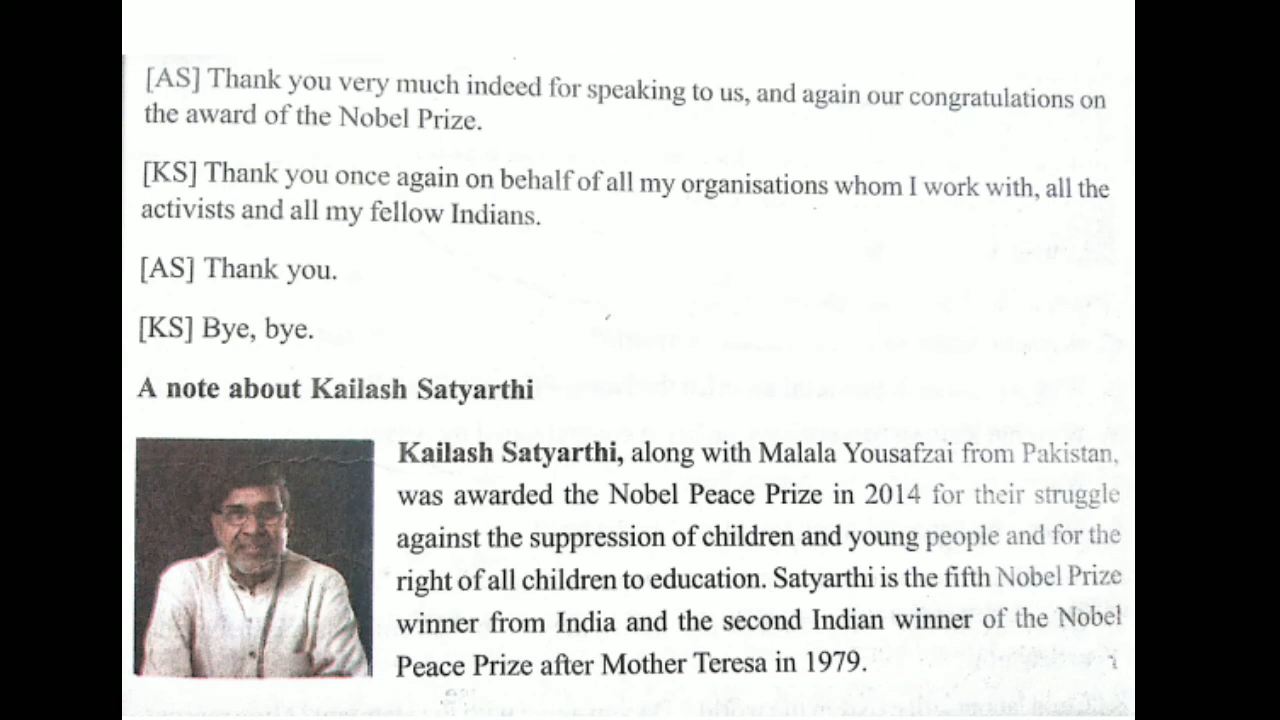 [AS] Thank you very much indeed for speaking to us, and again our congratulations on
the award of the Nobel Prize.
[KS] Thank you once again on behalf of all my organisations whom I work with, all the
activists and all my fellow Indians.
[AS] Thank you.
[KS] Bye, bye.
A note about Kailash Satyarthi
Kailash Satyarthi, along with Malala Yousafzai from Pakistan,
was awarded the Nobel Peace Prize in 2014 for their struggle
against the suppression of children and young people and for the
right of all children to education. Satyarthi is the fifth Nobel Prize
winner from India and the second Indian winner of the Nobel
Peace Prize after Mother Teresa in 1979.